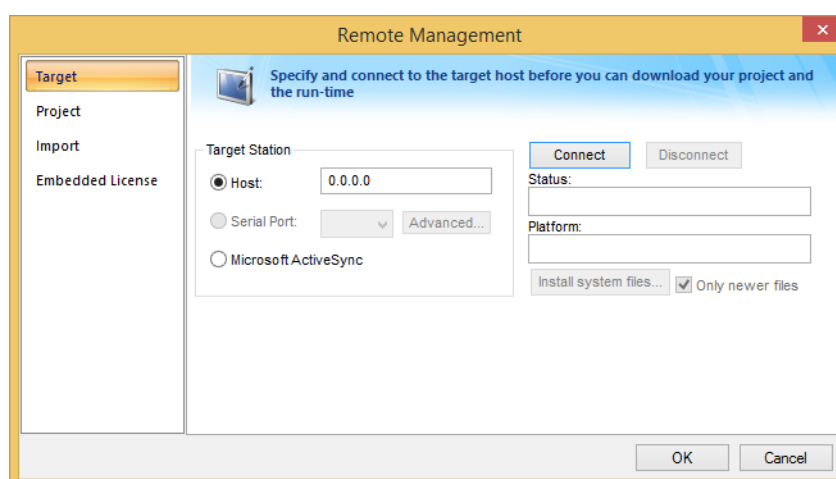 Remote Management
Target
Project
Import
Embedded License
Specify and connect to the target host before you can download your project and
the run-time
Target Station
Host:
0.0.0.0
Serial Port:
Advanced...
Microsoft ActiveSync
Connect
Disconnect
Status:
Platform:
Install system files...
Only newer files
OK
Cancel